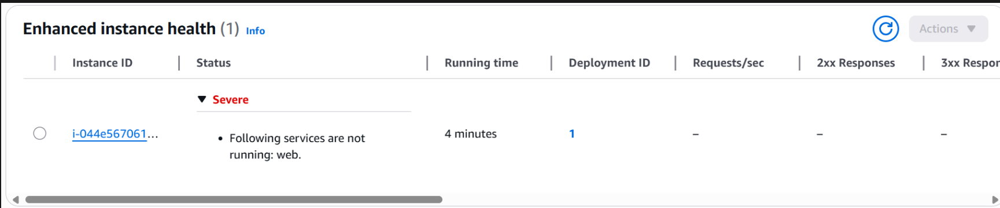 Enhanced instance health (1) Info
Actions
Instance ID
Status
Running time
Deployment ID
Requests/sec
2xx Responses
3xx Respon
Severe
i-044e567061...
• Following services are not
running: web.
4 minutes
1
–
–
–